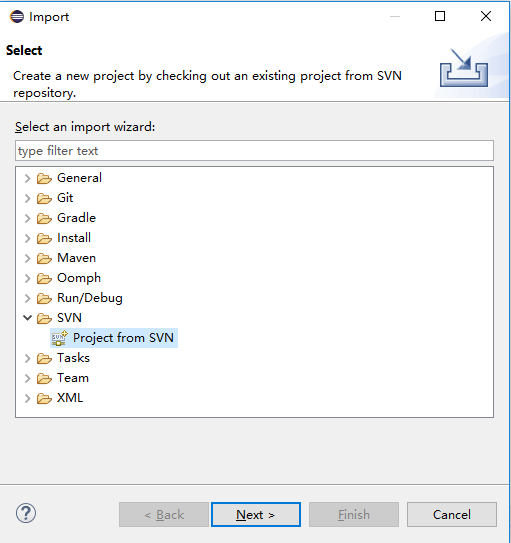 Import
Select
Create a new project by checking out an existing project from SVN
repository.
Select an import wizard:
type filter text
General
Git
Gradle
Install
Maven
Oomph
Run/Debug
SVN
SVN
Project from SVN
Tasks
Team
XML
?
< Back
Next >
Finish
Cancel